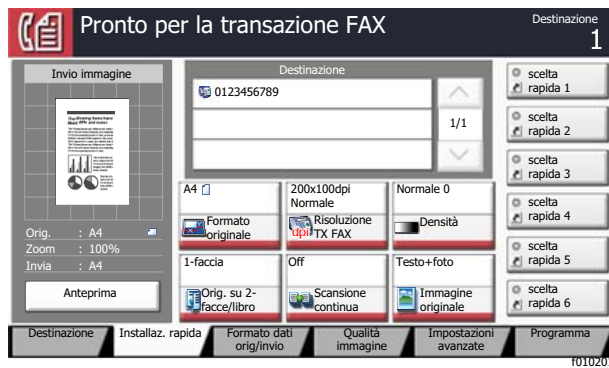 Pronto per la transazione FAX
Destinazione
1
Invio immagine
Orig. : A4
Zoom : 100%
Invia : A4
Anteprima
Destinazione
0123456789
1/1
A4
Formato
originale
200x100dpi
Normale
dpi
Risoluzione
TX FAX
Normale 0
Densità
1-faccia
Orig. su 2-
facce/libro
Off
Scansione
continua
Testo+foto
Immagine
originale
scelta
rapida 1
scelta
rapida 2
scelta
rapida 3
scelta
rapida 4
scelta
rapida 5
scelta
rapida 6
Destinazione
Installaz. rapida
Formato dati
orig/invio
Qualità
immagine
Impostazioni
avanzate
Programma
f010201